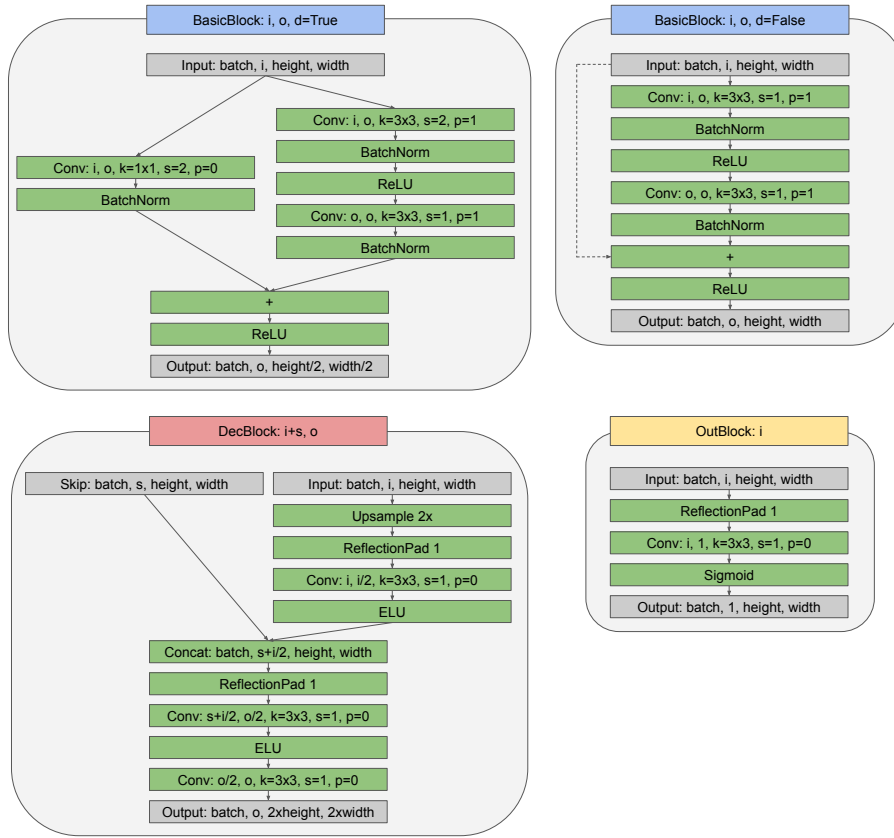 BasicBlock: i, o, d=True
Input: batch, i, height, width
Conv: i, o, k=3x3, s=2, p=1
BatchNorm
Conv: i, o, k=1x1, s=2, p=0
ReLU
BatchNorm
Conv: o, o, k=3x3, s=1, p=1
BatchNorm
+
ReLU
Output: batch, o, height/2, width/2
BasicBlock: i, o, d=False
Input: batch, i, height, width
Conv: i, o, k=3x3, s=1, p=1
BatchNorm
ReLU
Conv: o, o, k=3x3, s=1, p=1
BatchNorm
+
ReLU
Output: batch, o, height, width
DecBlock: i+s, o
Skip: batch, s, height, width
Input: batch, i, height, width
Upsample 2x
ReflectionPad 1
Conv: i, i/2, k=3x3, s=1, p=0
ELU
Concat: batch, s+i/2, height, width
ReflectionPad 1
Conv: s+i/2, o/2, k=3x3, s=1, p=0
ELU
Conv: o/2, o, k=3x3, s=1, p=0
Output: batch, o, 2xheight, 2xwidth
OutBlock: i
Input: batch, i, height, width
ReflectionPad 1
Conv: i, 1, k=3x3, s=1, p=0
Sigmoid
Output: batch, 1, height, width